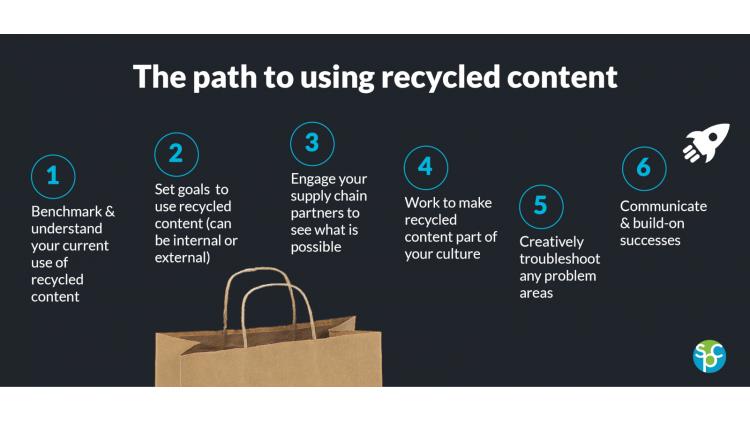 The path to using recycled content
1
Benchmark &
understand
your current
use of
recycled
content
2
Set goals to
use recycled
content (can
be internal or
external)
3
Engage your
supply chain
partners to
see what is
possible
4
Work to make
recycled
content part of
your culture
5
Creatively
troubleshoot
any problem
areas
6
Communicate
& build-on
successes
spc